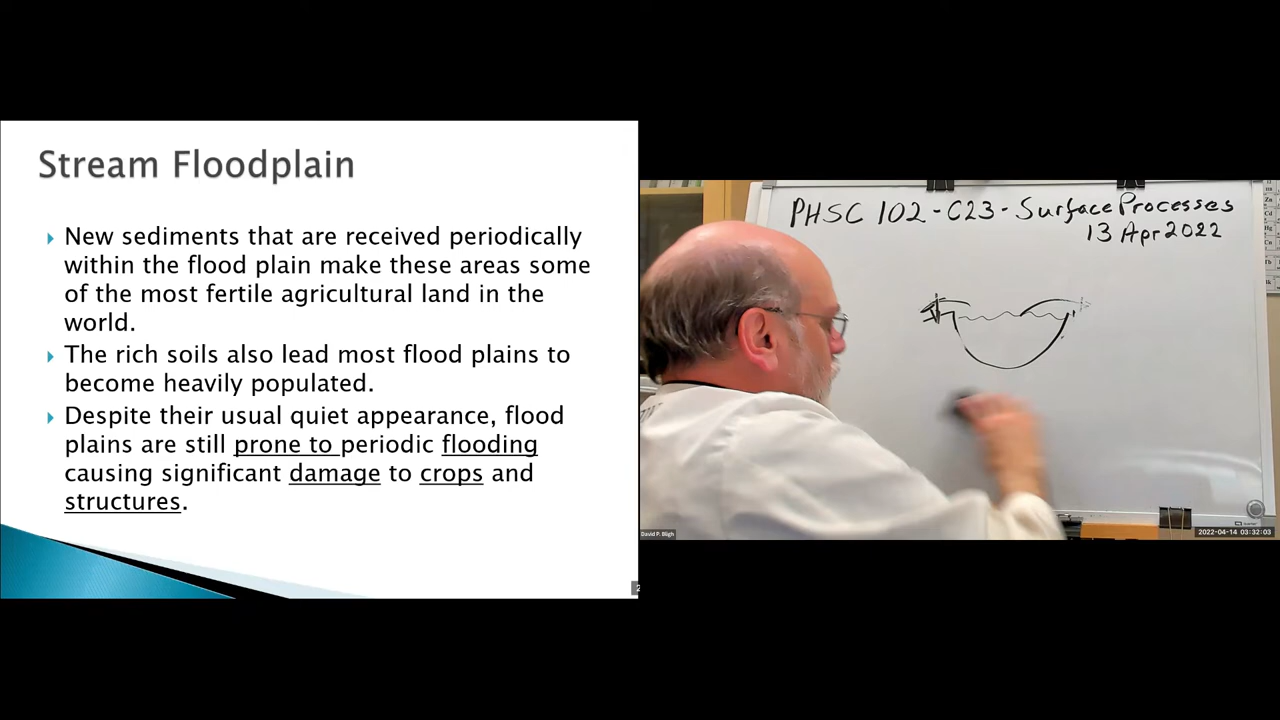 Stream Floodplain
New sediments that are received periodically
within the flood plain make these areas some
of the most fertile agricultural land in the
world.
The rich soils also lead most flood plains to
become heavily populated.
Despite their usual quiet appearance, flood
plains are still prone to periodic flooding
causing significant damage to crops and
structures.
PHSC 102 - C23 - Surface Processes
13 Apr 2022
David P. Bligh
2022-04-14 03:32:03